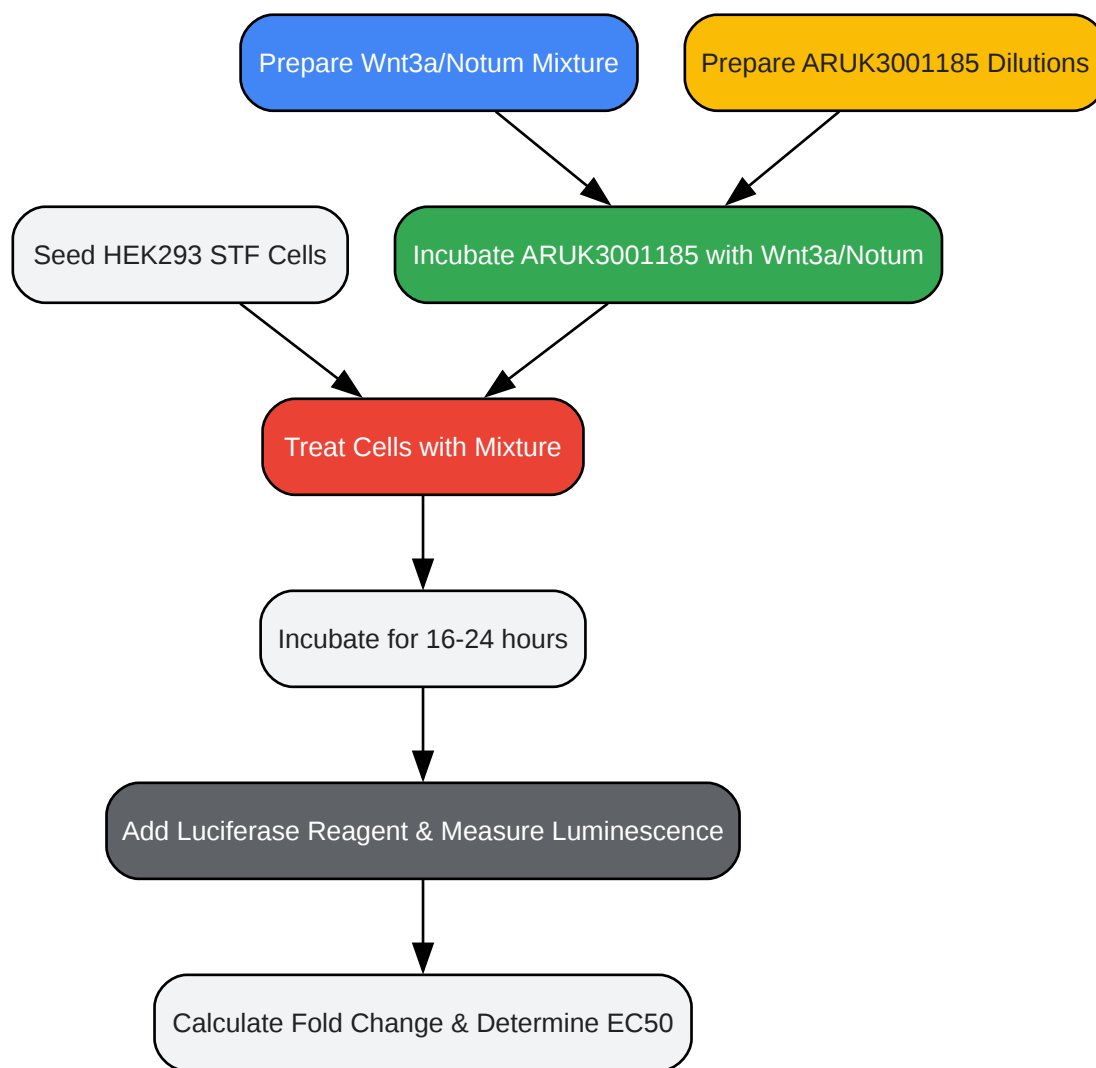 Prepare Wnt3a/Notum Mixture
Prepare ARUK3001185 Dilutions
Seed HEK293 STF Cells
Incubate ARUK3001185 with Wnt3a/Notum
Treat Cells with Mixture
Incubate for 16-24 hours
Add Luciferase Reagent & Measure Luminescence
Calculate Fold Change & Determine EC50